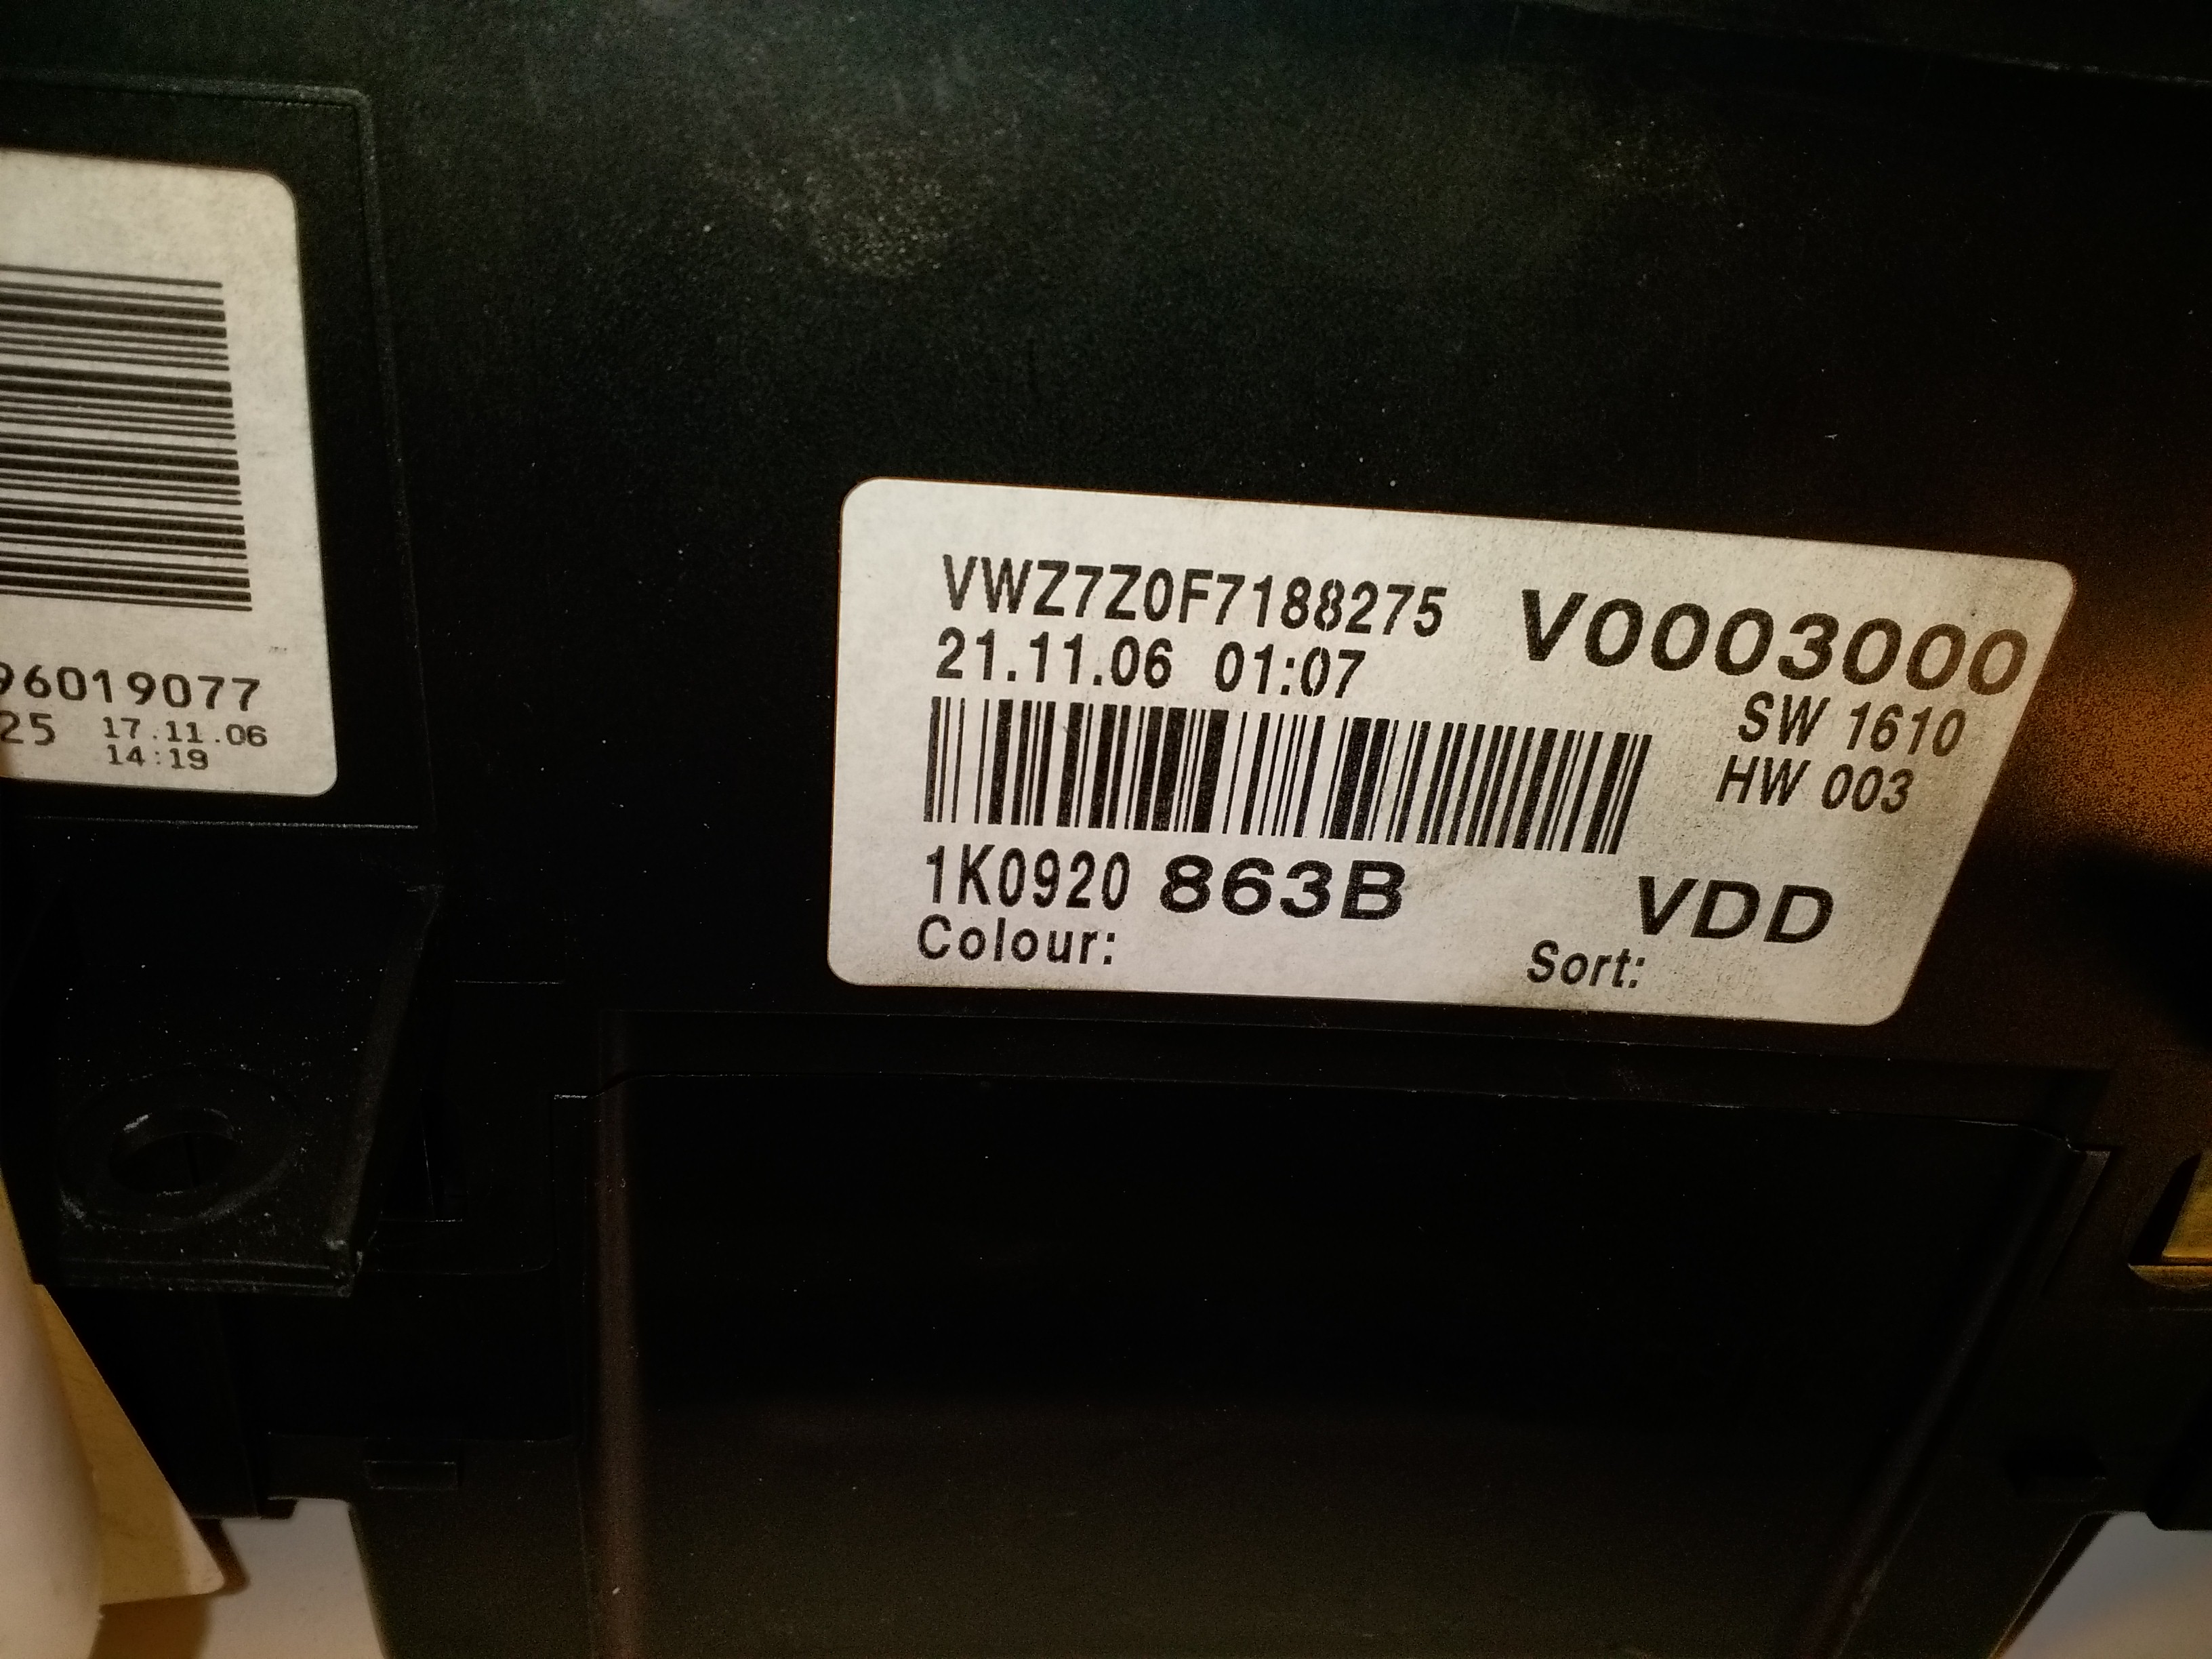 96019077
25 17.11.06
14:19
VWZ7Z0F7188275 V0003000
21.11.06 01:07
SW 1610
HW 003
1K0920 863B VDD
Colour: Sort: